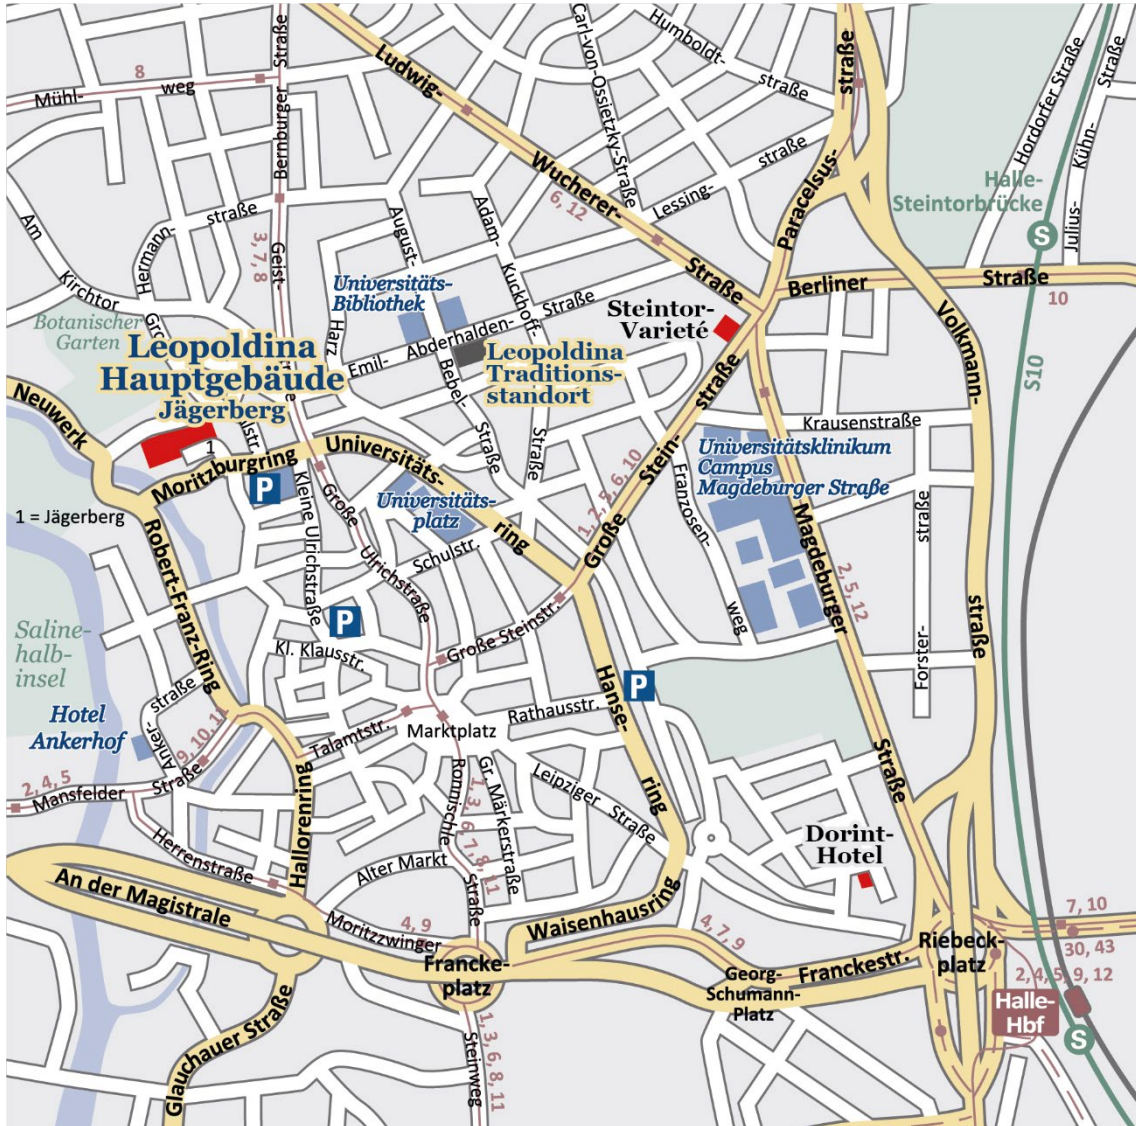 Humboldt-
straße
Carl-von-Ossietzky-Straße
Ludwig-
Wucherer-
Straße
6, 12
Lessing-
straße
Paracelsus-
straße
Mühl-
weg
8
Bernburger
Straße
Hordorfer Straße
Julius-
Kühn-
Straße
Halle-
Steintorbrücke
S
Am
Kirchtor
Hermann-
straße
3, 7, 8
Geist-
August-
Bebel-
Straße
Adam-
Kuckhoff-
Straße
Universitäts-
Bibliothek
Harz
Emil-
Abderhalden-
Straße
Steintor-
Varieté
Berliner
Straße
10
S10
Volkmann-
straße
Botanischer
Garten
Leopoldina
Hauptgebäude
Jägerberg
Leopoldina
Traditions-
standort
Neuwerk
1
Moritzburgring
Universitäts-
ring
P
1 = Jägerberg
Krausenstraße
Universitätsklinikum
Campus
Magdeburger Straße
Große
Stein-
straße
1, 2, 5, 6, 10
Franzosen-
weg
Magdeburger
Straße
2, 5, 12
Forster-
straße
Universitäts-
platz
Schulstr.
Kleine Ulrichstraße
Große
Ulrichstraße
Robert-Franz-Ring
P
Kl. Klausstr.
Große Steinstr.
Saline-
halb-
insel
Hotel
Ankerhof
Anker-
straße
9, 10, 11
2, 4, 5
Mansfelder
Straße
Talamtstr.
Marktplatz
Rathausstr.
P
Hanse-
ring
Leipziger
Straße
Gr. Märkerstraße
Rannische
Straße
1, 3, 6, 7, 8, 11
Hallorenring
Herrenstraße
Alter Markt
Dorint-
Hotel
An der Magistrale
Moritzzwinger
4, 9
Waisenhausring
4, 7, 9
Francke-
platz
Georg-
Schumann-
Platz
Franckestr.
Riebeck-
platz
7, 10
30, 43
2, 4, 5, 9, 12
Halle-
Hbf
S
Glauchauer Straße
1, 3, 6, 8, 11
Steinweg